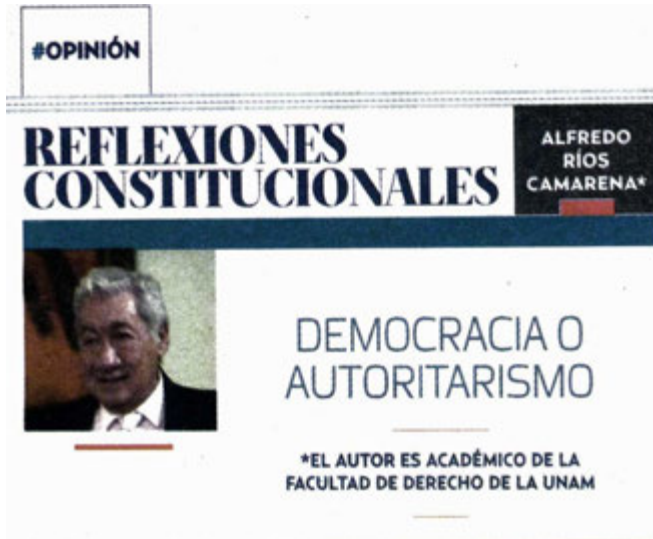 #OPINIÓN
REFLEXIONES
CONSTITUCIONALES
ALFREDO
RÍOS
CAMARENA*
DEMOCRACIA O
AUTORITARISMO
*EL AUTOR ES ACADÉMICO DE LA
FACULTAD DE DERECHO DE LA UNAM